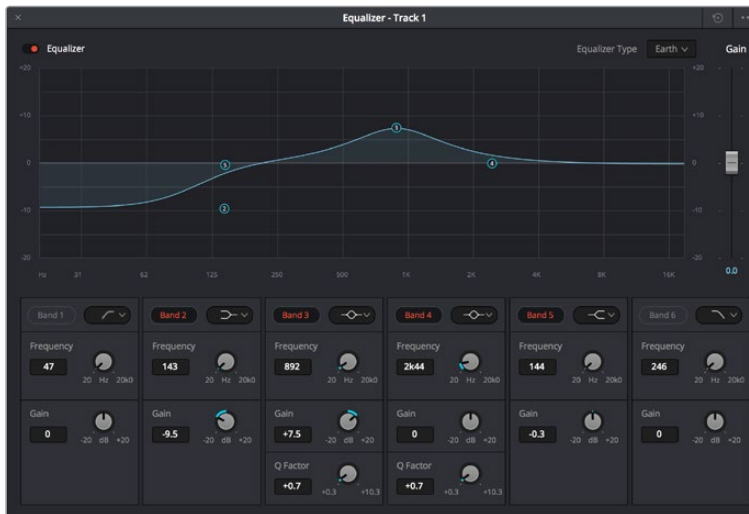 Equalizer - Track 1
Equalizer
Equalizer Type Earth Gain
+20 +20
+10 +10
0 0
-10 -10
-20 -20
3
5
4
2
Hz 31 62 125 250 500 1K 2K 4K 8K 16K
0.0
Band 1 Band 2 Band 3 Band 4 Band 5 Band 6
Frequency Frequency Frequency Frequency Frequency Frequency
47 143 892 2k44 144 246
20 Hz 20k0 20 Hz 20k0 20 Hz 20k0 20 Hz 20k0 20 Hz 20k0 20 Hz 20k0
Gain Gain Gain Gain Gain Gain
0 -9.5 +7.5 0 -0.3 0
-20 dB +20 -20 dB +20 -20 dB +20 -20 dB +20 -20 dB +20 -20 dB +20
Q Factor Q Factor
+0.7 +0.7
+0.3 +10.3 +0.3 +10.3